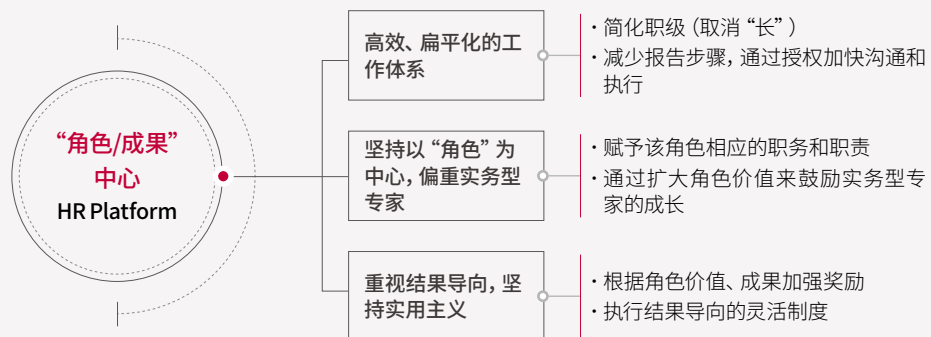 “角色/成果”
中心
HR Platform
高效、扁平化的工
作体系
· 简化职级（取消“长”）
· 减少报告步骤，通过授权加快沟通和
执行
坚持以“角色”为
中心，偏重实务型
专家
· 赋予该角色相应的职务和职责
· 通过扩大角色价值来鼓励实务型专
家的成长
重视结果导向，坚
持实用主义
· 根据角色价值、成果加强奖励
· 执行结果导向的灵活制度